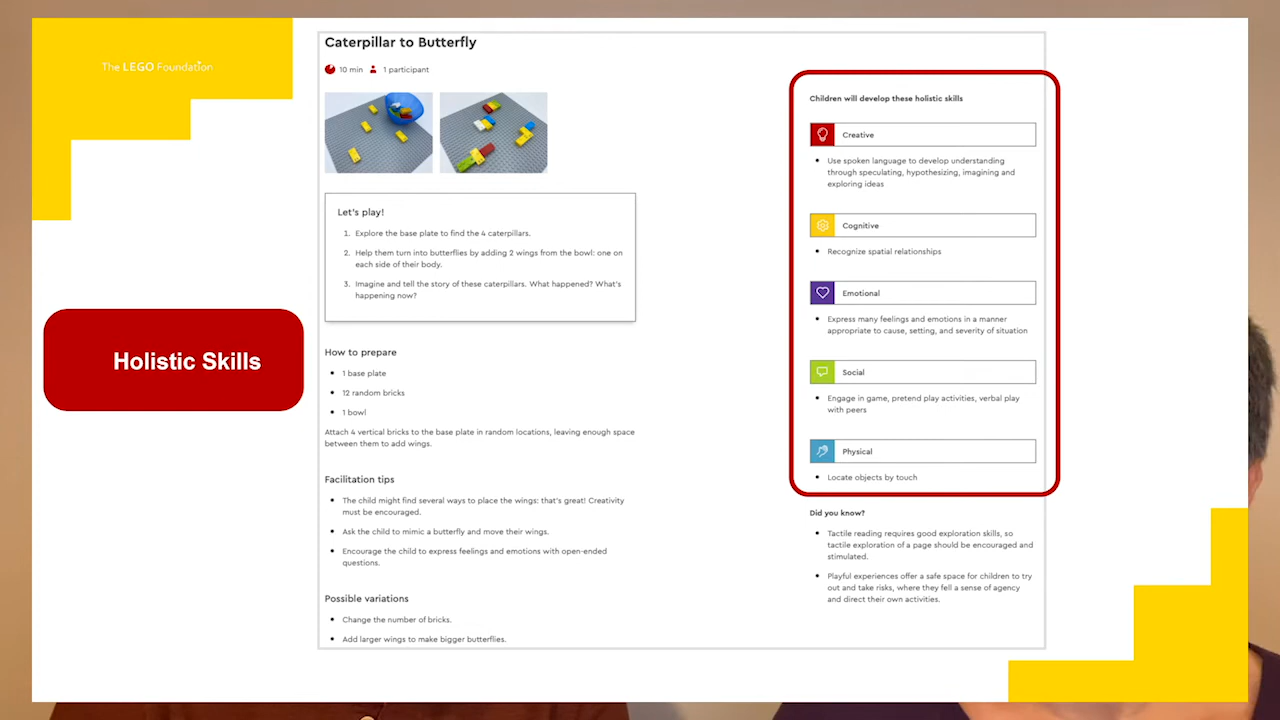 The LEGO Foundation
Holistic Skills
Caterpillar to Butterfly
10 min 1 participant
Let's play!
1. Explore the base plate to find the 4 caterpillars.
2. Help them turn into butterflies by adding 2 wings from the bowl: one on
each side of their body.
3. Imagine and tell the story of these caterpillars. What happened? What's
happening now?
How to prepare
• 1 base plate
• 12 random bricks
• 1 bowl
Attach 4 vertical bricks to the base plate in random locations, leaving enough space
between them to add wings.
Facilitation tips
• The child might find several ways to place the wings: that's great! Creativity
must be encouraged.
• Ask the child to mimic a butterfly and move their wings.
• Encourage the child to express feelings and emotions with open-ended
questions.
Possible variations
• Change the number of bricks.
• Add larger wings to make bigger butterflies.
Children will develop these holistic skills
Creative
• Use spoken language to develop understanding
through speculating, hypothesizing, imagining and
exploring ideas
Cognitive
• Recognize spatial relationships
Emotional
• Express many feelings and emotions in a manner
appropriate to cause, setting, and severity of situation
Social
• Engage in game, pretend play activities, verbal play
with peers
Physical
• Locate objects by touch
Did you know?
• Tactile reading requires good exploration skills, so
tactile exploration of a page should be encouraged and
stimulated.
• Playful experiences offer a safe space for children to try
out and take risks, where they fell a sense of agency
and direct their own activities.